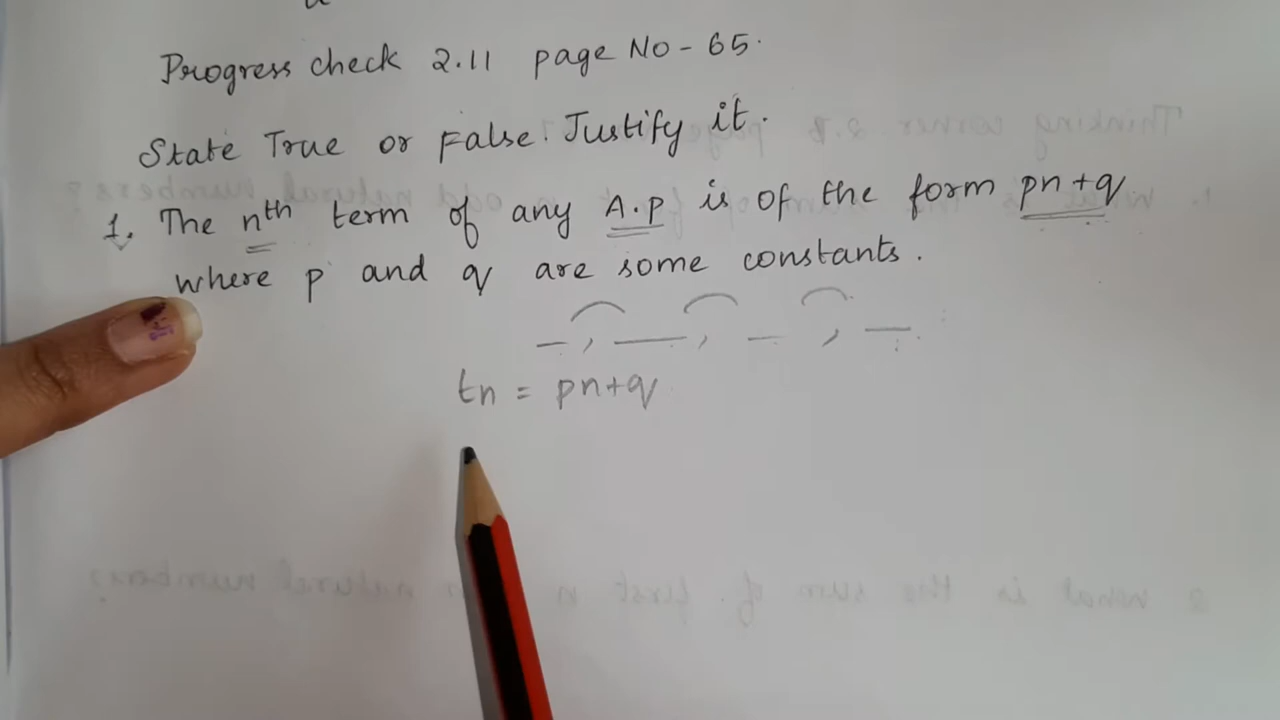 Progress check 2.11 page No - 65.
State True or False. Justify it.
1. The nth term of any A.P is of the form pn+q
where p and q are some constants.
—, —, —, —
tn = pn+q